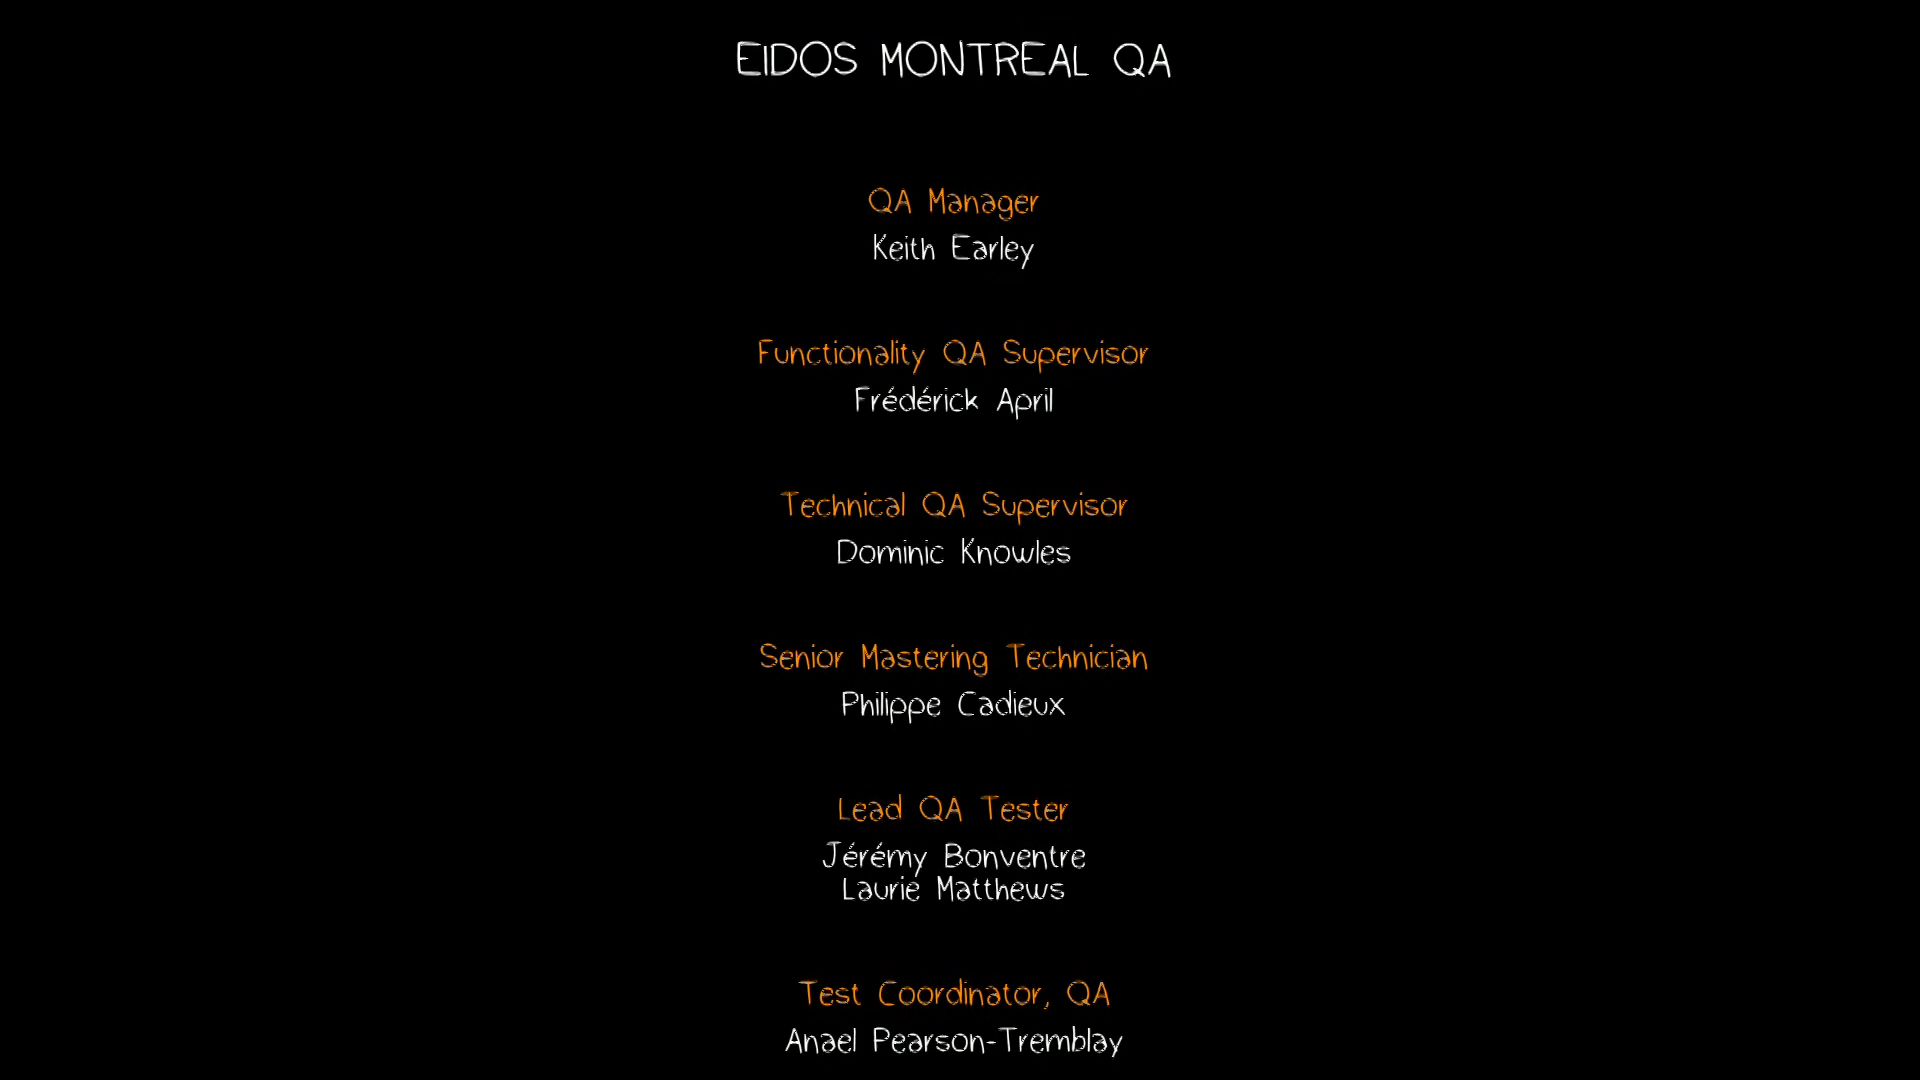 EIDOS MONTREAL QA
QA Manager
Keith Earley
Functionality QA Supervisor
Frédérick April
Technical QA Supervisor
Dominic Knowles
Senior Mastering Technician
Philippe Cadieux
Lead QA Tester
Jérémy Bonventre
Laurie Matthews
Test Coordinator, QA
Anael Pearson-Tremblay